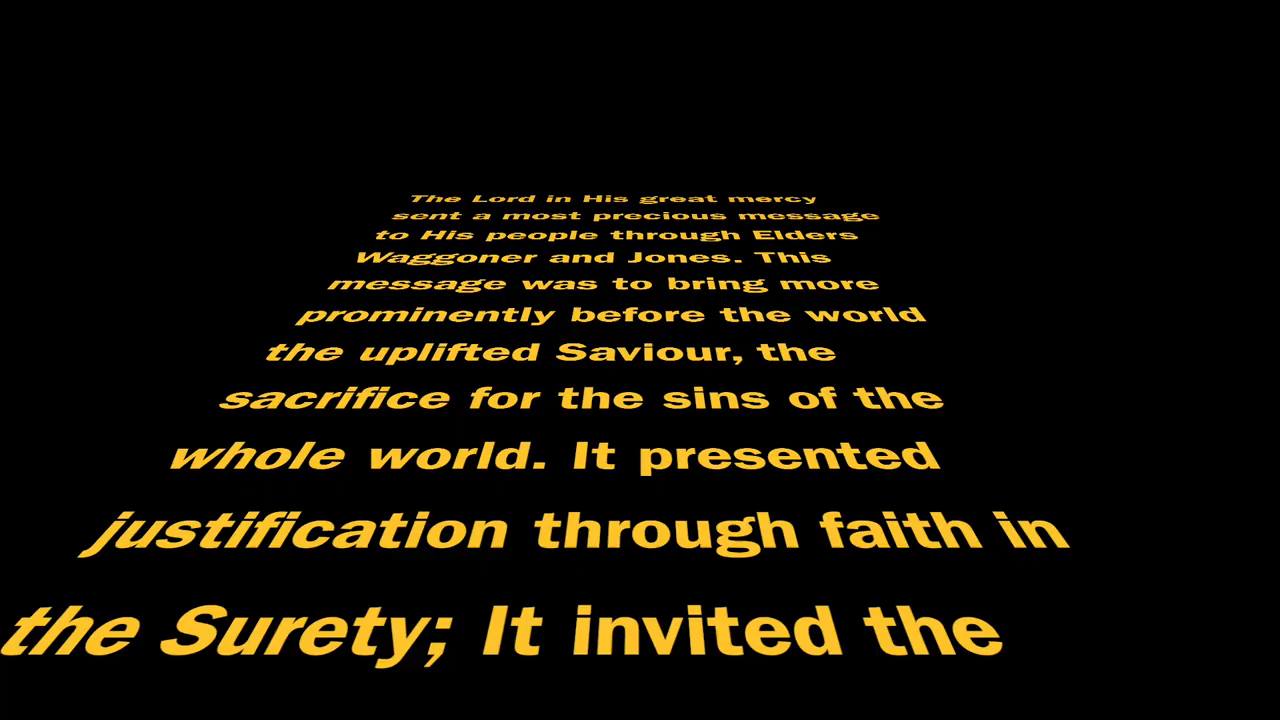 The Lord in His great mercy
sent a most precious message
to His people through Elders
Waggoner and Jones. This
message was to bring more
prominently before the world
the uplifted Saviour, the
sacrifice for the sins of the
whole world. It presented
justification through faith in
the Surety; It invited the